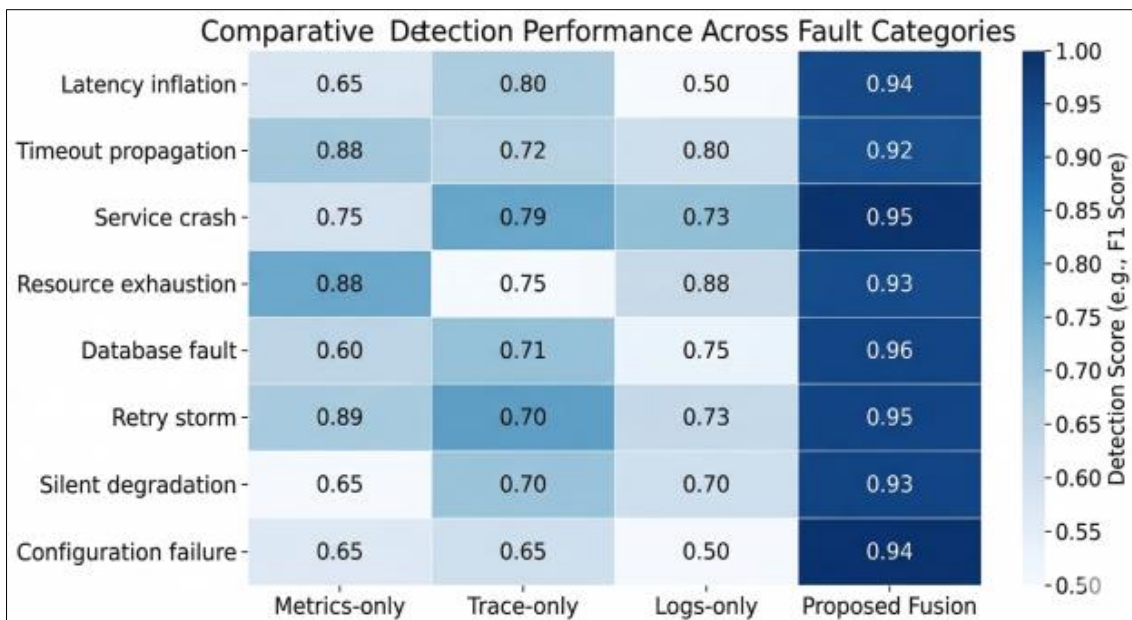 Comparative Detection Performance Across Fault Categories
Latency inflation 0.65 0.80 0.50 0.94
Timeout propagation 0.88 0.72 0.80 0.92
Service crash 0.75 0.79 0.73 0.95
Resource exhaustion 0.88 0.75 0.88 0.93
Database fault 0.60 0.71 0.75 0.96
Retry storm 0.89 0.70 0.73 0.95
Silent degradation 0.65 0.70 0.70 0.93
Configuration failure 0.65 0.65 0.50 0.94
Metrics-only Trace-only Logs-only Proposed Fusion
1.00
0.95
0.90
0.85
0.80
0.75
0.70
0.65
0.60
0.55
0.50
Detection Score (e.g., F1 Score)